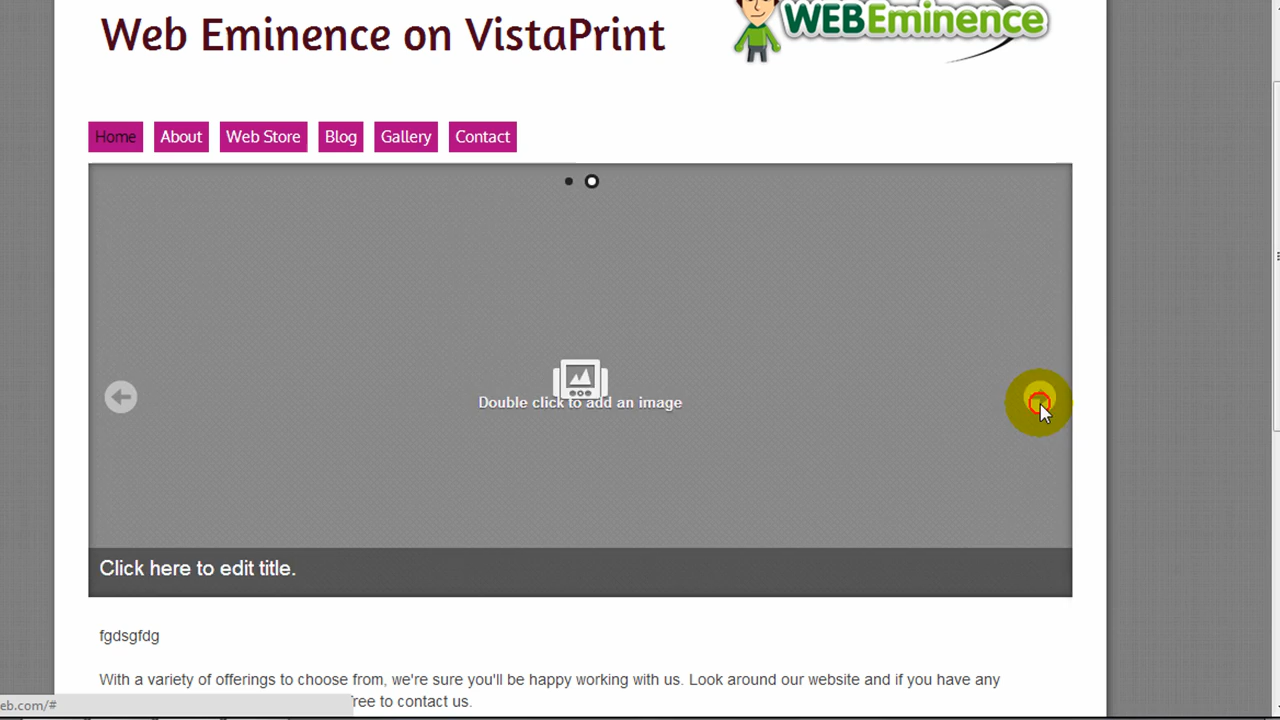 Web Eminence on VistaPrint
WEBEminence
Home About Web Store Blog Gallery Contact
Double click to add an image
Click here to edit title.
fgdsgfdg
With a variety of offerings to choose from, we're sure you'll be happy working with us. Look around our website and if you have any
free to contact us.
eb.com/#